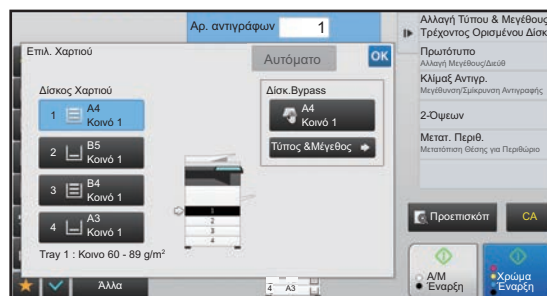 Αρ. αντιγράφων 1
Επιλ. Χαρτιού
Αυτόματο
OK
Δίσκος Χαρτιού
1 A4
Κοινό 1
2 B5
Κοινό 1
3 B4
Κοινό 1
4 A3
Κοινό 1
Tray 1 : Κοινο 60 - 89 g/m²
Δίσκ.Bypass
A4
Κοινό 1
Τύπος &Μέγεθος
1
2
3
4
Αλλαγή Τύπου & Μεγέθους
Τρέχοντος Ορισμένου Δίσκ
Πρωτότυπο
Αλλαγή Μεγέθους/Διεύθ
Κλίμαξ Αντιγρ.
Μεγέθυνση/Σμίκρυνση Αντιγραφής
2-Όψεων
Μετατ. Περιθ.
Μετατόπιση Θέσης για Περιθώριο
Προεπισκόπ
CA
Α/Μ
Έναρξη
Χρώμα
Έναρξη
Άλλα
4 A3